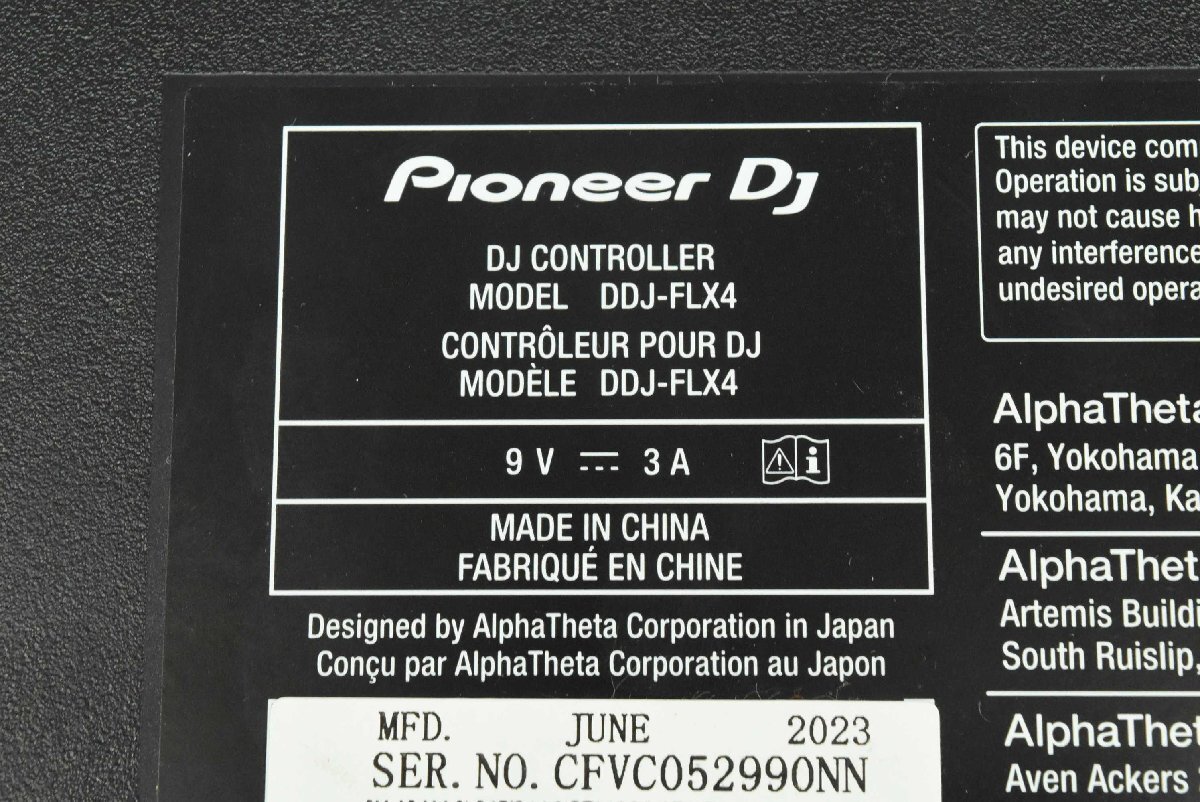 Pioneer Dj
DJ CONTROLLER
MODEL DDJ-FLX4
CONTRÔLEUR POUR DJ
MODÈLE DDJ-FLX4
9 V ⎓ 3 A
MADE IN CHINA
FABRIQUÉ EN CHINE
Designed by AlphaTheta Corporation in Japan
Conçu par AlphaTheta Corporation au Japon
MFD. JUNE 2023
SER. NO. CFVC052990NN
This device com
Operation is sub
may not cause h
any interference
undesired opera
AlphaTheta
6F, Yokohama
Yokohama, Ka
AlphaThet
Artemis Buildi
South Ruislip,
AlphaThet
Aven Ackers